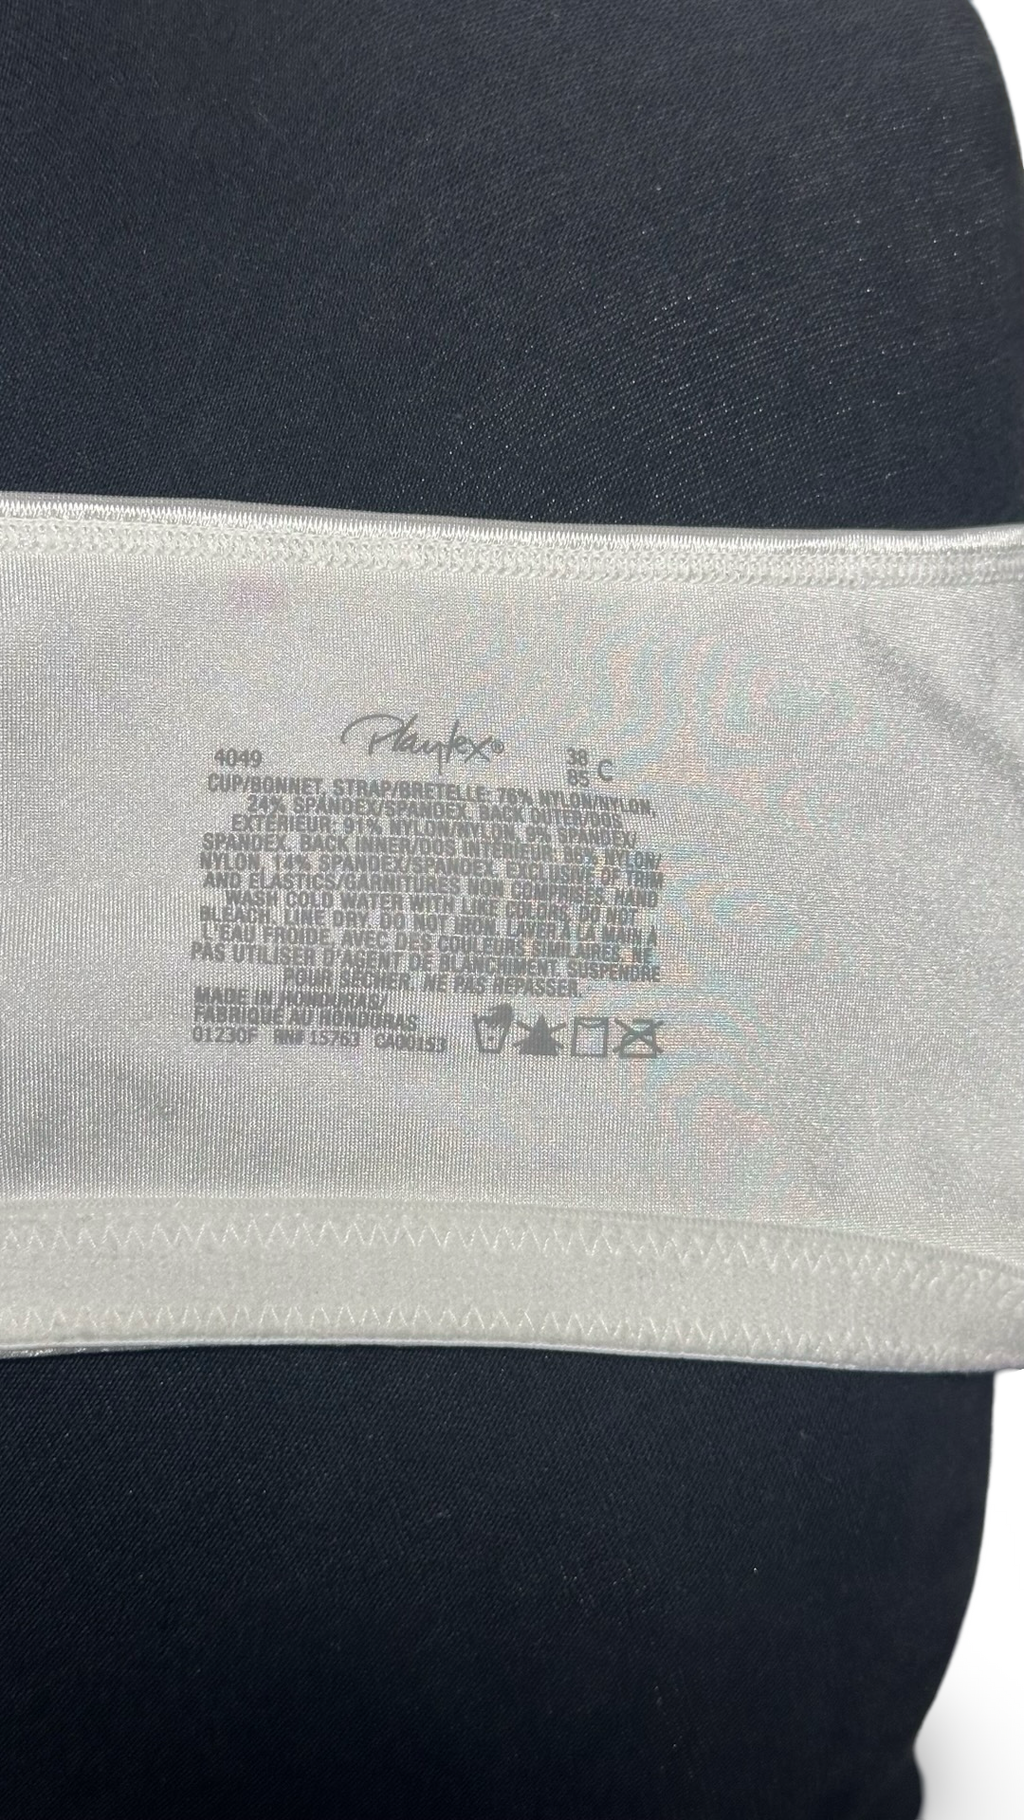 Playtex®
4049
38
85 C
CUP/BONNET, STRAP/BRETELLE: 76% NYLON/NYLON,
24% SPANDEX/SPANDEX. BACK OUTER/DOS
EXTÉRIEUR: 91% NYLON/NYLON, 9% SPANDEX/
SPANDEX. BACK INNER/DOS INTÉRIEUR: 86% NYLON/
NYLON, 14% SPANDEX/SPANDEX. EXCLUSIVE OF TRIM
AND ELASTICS/GARNITURES NON COMPRISES. HAND
WASH COLD WATER WITH LIKE COLORS. DO NOT
BLEACH. LINE DRY. DO NOT IRON. LAVER À LA MAIN À
L'EAU FROIDE, AVEC DES COULEURS SIMILAIRES. NE
PAS UTILISER D'AGENT DE BLANCHIMENT. SUSPENDRE
POUR SÉCHER. NE PAS REPASSER.
MADE IN HONDURAS/
FABRIQUÉ AU HONDURAS
01230F RN# 15763 CA00153